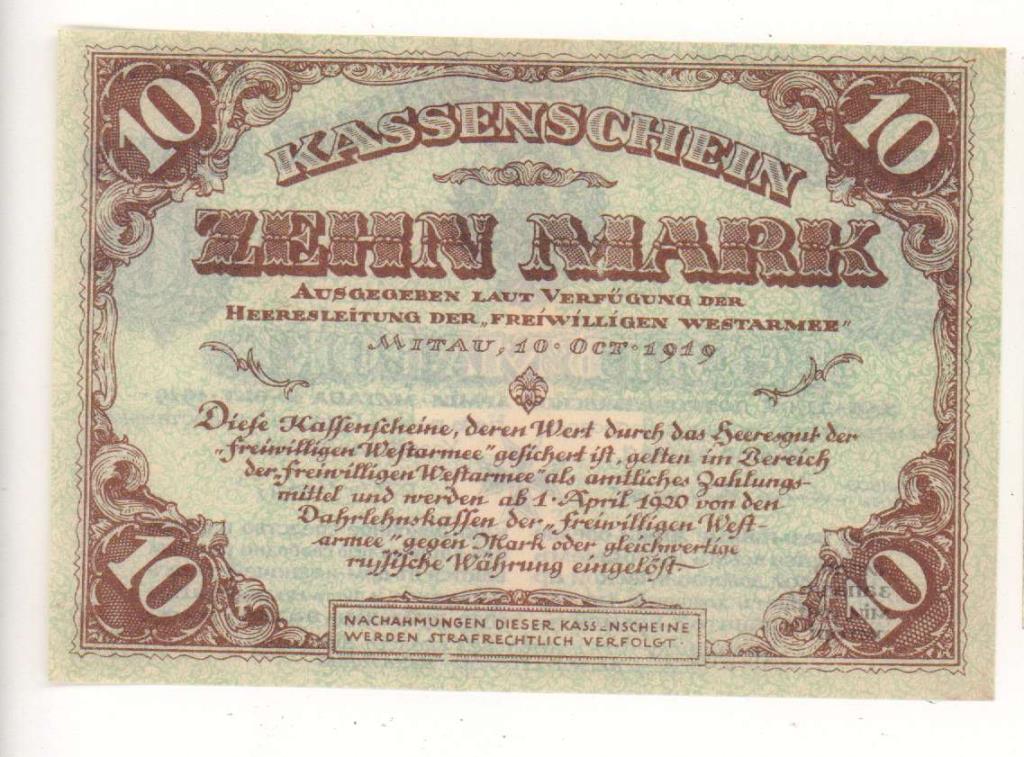 10 10
KASSENSCHEIN
ZEHN MARK
AUSGEGEBEN LAUT VERFÜGUNG DER
HEERESLEITUNG DER „FREIWILLIGEN WESTARMEE"
MITAU, 10. OCT. 1919
Diese Kassenscheine, deren Wert durch das Heeresgut der
„freiwilligen Westarmee" gesichert ist, gelten im Bereich
der „freiwilligen Westarmee" als amtliches Zahlungs-
mittel und werden ab 1. April 1920 von den
Dahrlehnskassen der „freiwilligen West-
armee" gegen Mark oder gleichwertige
russische Währung eingelöst
10 10
NACHAHMUNGEN DIESER KASSENSCHEINE
WERDEN STRAFRECHTLICH VERFOLGT.